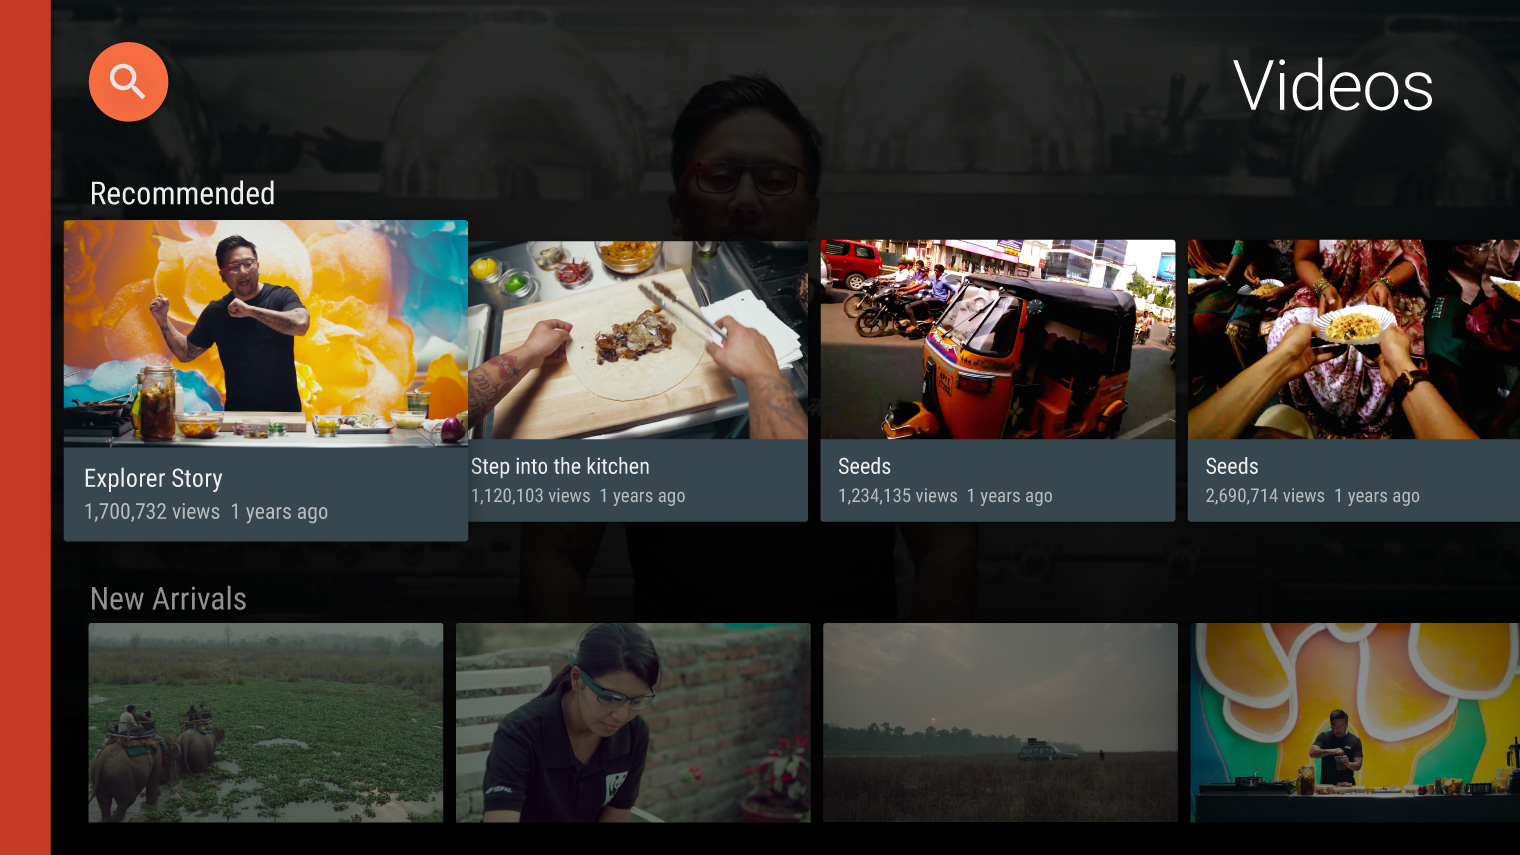 Videos
Recommended
Explorer Story
1,700,732 views 1 years ago
Step into the kitchen
1,120,103 views 1 years ago
Seeds
1,234,135 views 1 years ago
Seeds
2,690,714 views 1 years ago
New Arrivals